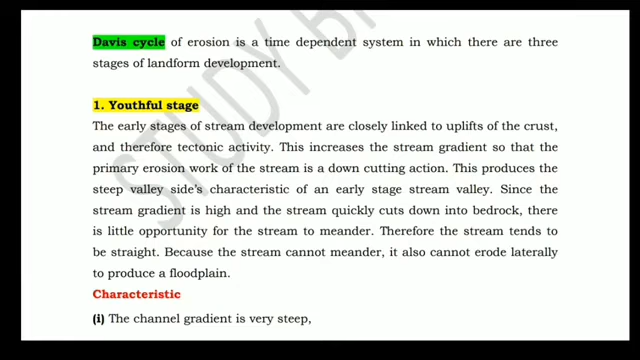 Davis cycle of erosion is a time dependent system in which there are three
stages of landform development.
1. Youthful stage
The early stages of stream development are closely linked to uplifts of the crust,
and therefore tectonic activity. This increases the stream gradient so that the
primary erosion work of the stream is a down cutting action. This produces the
steep valley side's characteristic of an early stage stream valley. Since the
stream gradient is high and the stream quickly cuts down into bedrock, there
is little opportunity for the stream to meander. Therefore the stream tends to
be straight. Because the stream cannot meander, it also cannot erode laterally
to produce a floodplain.
Characteristic
(i) The channel gradient is very steep,
STUDY